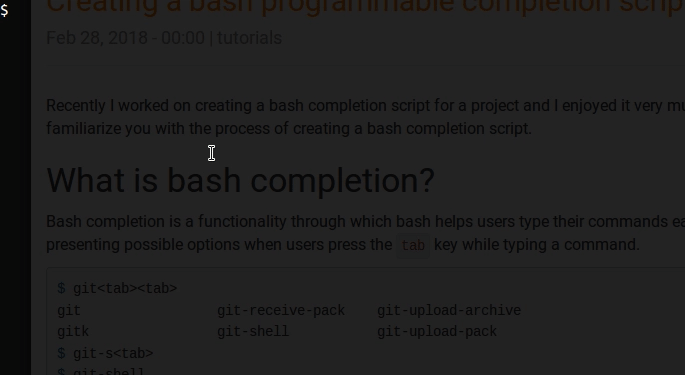 $
Creating a bash programmable completion scrip
Feb 28, 2018 - 00:00 | tutorials
Recently I worked on creating a bash completion script for a project and I enjoyed it very mu
familiarize you with the process of creating a bash completion script.
What is bash completion?
Bash completion is a functionality through which bash helps users type their commands ea
presenting possible options when users press the tab key while typing a command.
$ git<tab><tab>
git git-receive-pack git-upload-archive
gitk git-shell git-upload-pack
$ git-s<tab>
$ git-shell